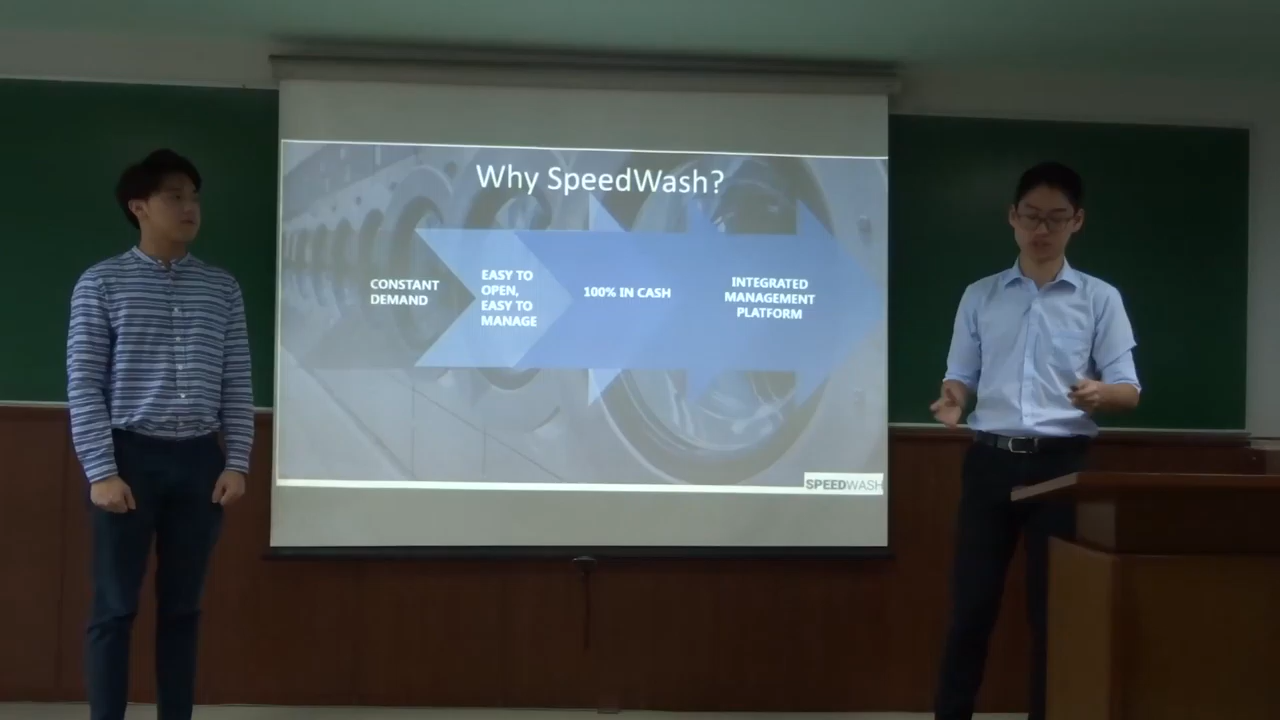 Why SpeedWash?
CONSTANT
DEMAND
EASY TO
OPEN,
EASY TO
MANAGE
100% IN CASH
INTEGRATED
MANAGEMENT
PLATFORM
SPEEDWASH